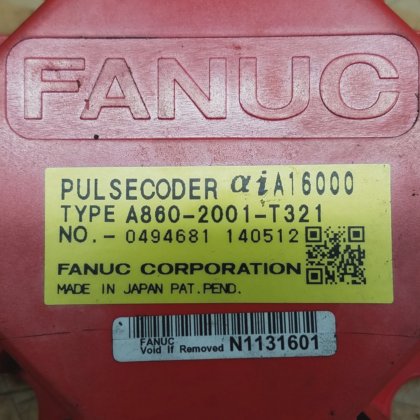 FANUC
PULSECODER αiA16000
TYPE A860-2001-T321
NO.- 0494681 140512
FANUC CORPORATION
MADE IN JAPAN PAT.PEND.
FANUC
Void If Removed N1131601